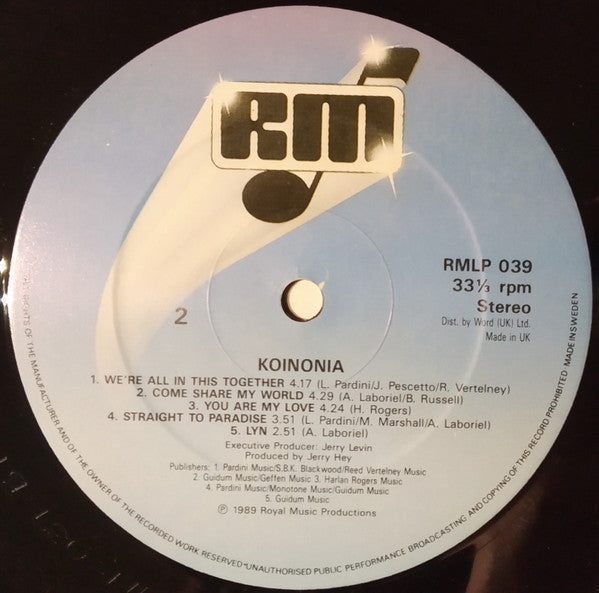 RM
RMLP 039
33⅓ rpm
Stereo
Dist. by Word (UK) Ltd.
Made in UK
2
KOINONIA
1. WE'RE ALL IN THIS TOGETHER 4.17 (L. Pardini/J. Pescetto/R. Vertelney)
2. COME SHARE MY WORLD 4.29 (A. Laboriel/B. Russell)
3. YOU ARE MY LOVE 4.24 (H. Rogers)
4. STRAIGHT TO PARADISE 3.51 (L. Pardini/M. Marshall/A. Laboriel)
5. LYN 2.51 (A. Laboriel)
Executive Producer: Jerry Levin
Produced by Jerry Hey
Publishers: 1. Pardini Music/S.B.K. Blackwood/Reed Vertelney Music
2. Guidum Music/Geffen Music 3. Harlan Rogers Music
4. Pardini Music/Monotone Music/Guidum Music
5. Guidum Music
Ⓟ 1989 Royal Music Productions
RIGHTS OF THE MANUFACTURER AND OF THE OWNER OF THE RECORDED WORK RESERVED "UNAUTHORISED PUBLIC PERFORMANCE BROADCASTING AND COPYING OF THIS RECORD PROHIBITED MADE IN SWEDEN